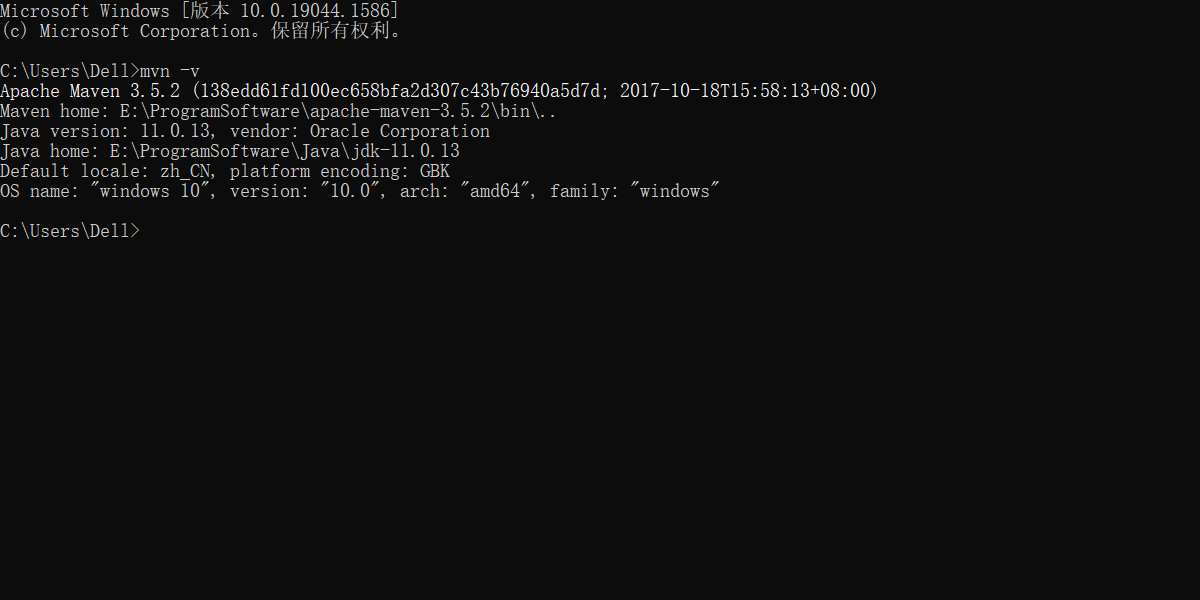 Microsoft Windows [版本 10.0.19044.1586]
(c) Microsoft Corporation。保留所有权利。
C:\Users\Dell>mvn -v
Apache Maven 3.5.2 (138edd61fd100ec658bfa2d307c43b76940a5d7d; 2017-10-18T15:58:13+08:00)
Maven home: E:\ProgramSoftware\apache-maven-3.5.2\bin\..
Java version: 11.0.13, vendor: Oracle Corporation
Java home: E:\ProgramSoftware\Java\jdk-11.0.13
Default locale: zh_CN, platform encoding: GBK
OS name: "windows 10", version: "10.0", arch: "amd64", family: "windows"
C:\Users\Dell>